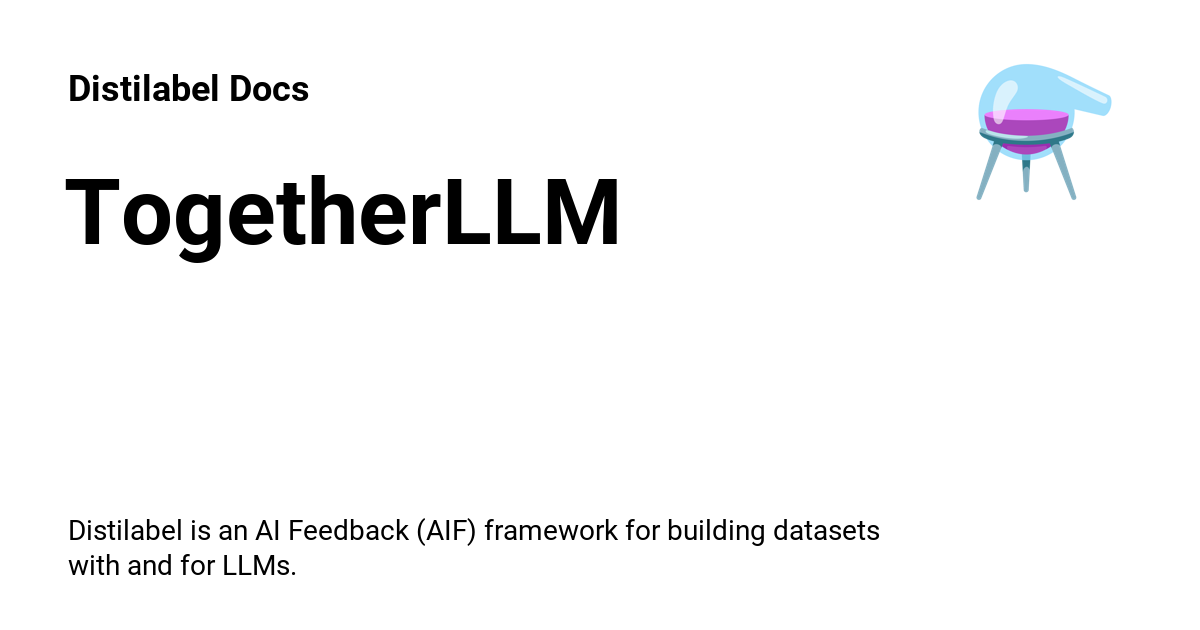 Distilabel Docs
TogetherLLM
Distilabel is an AI Feedback (AIF) framework for building datasets
with and for LLMs.